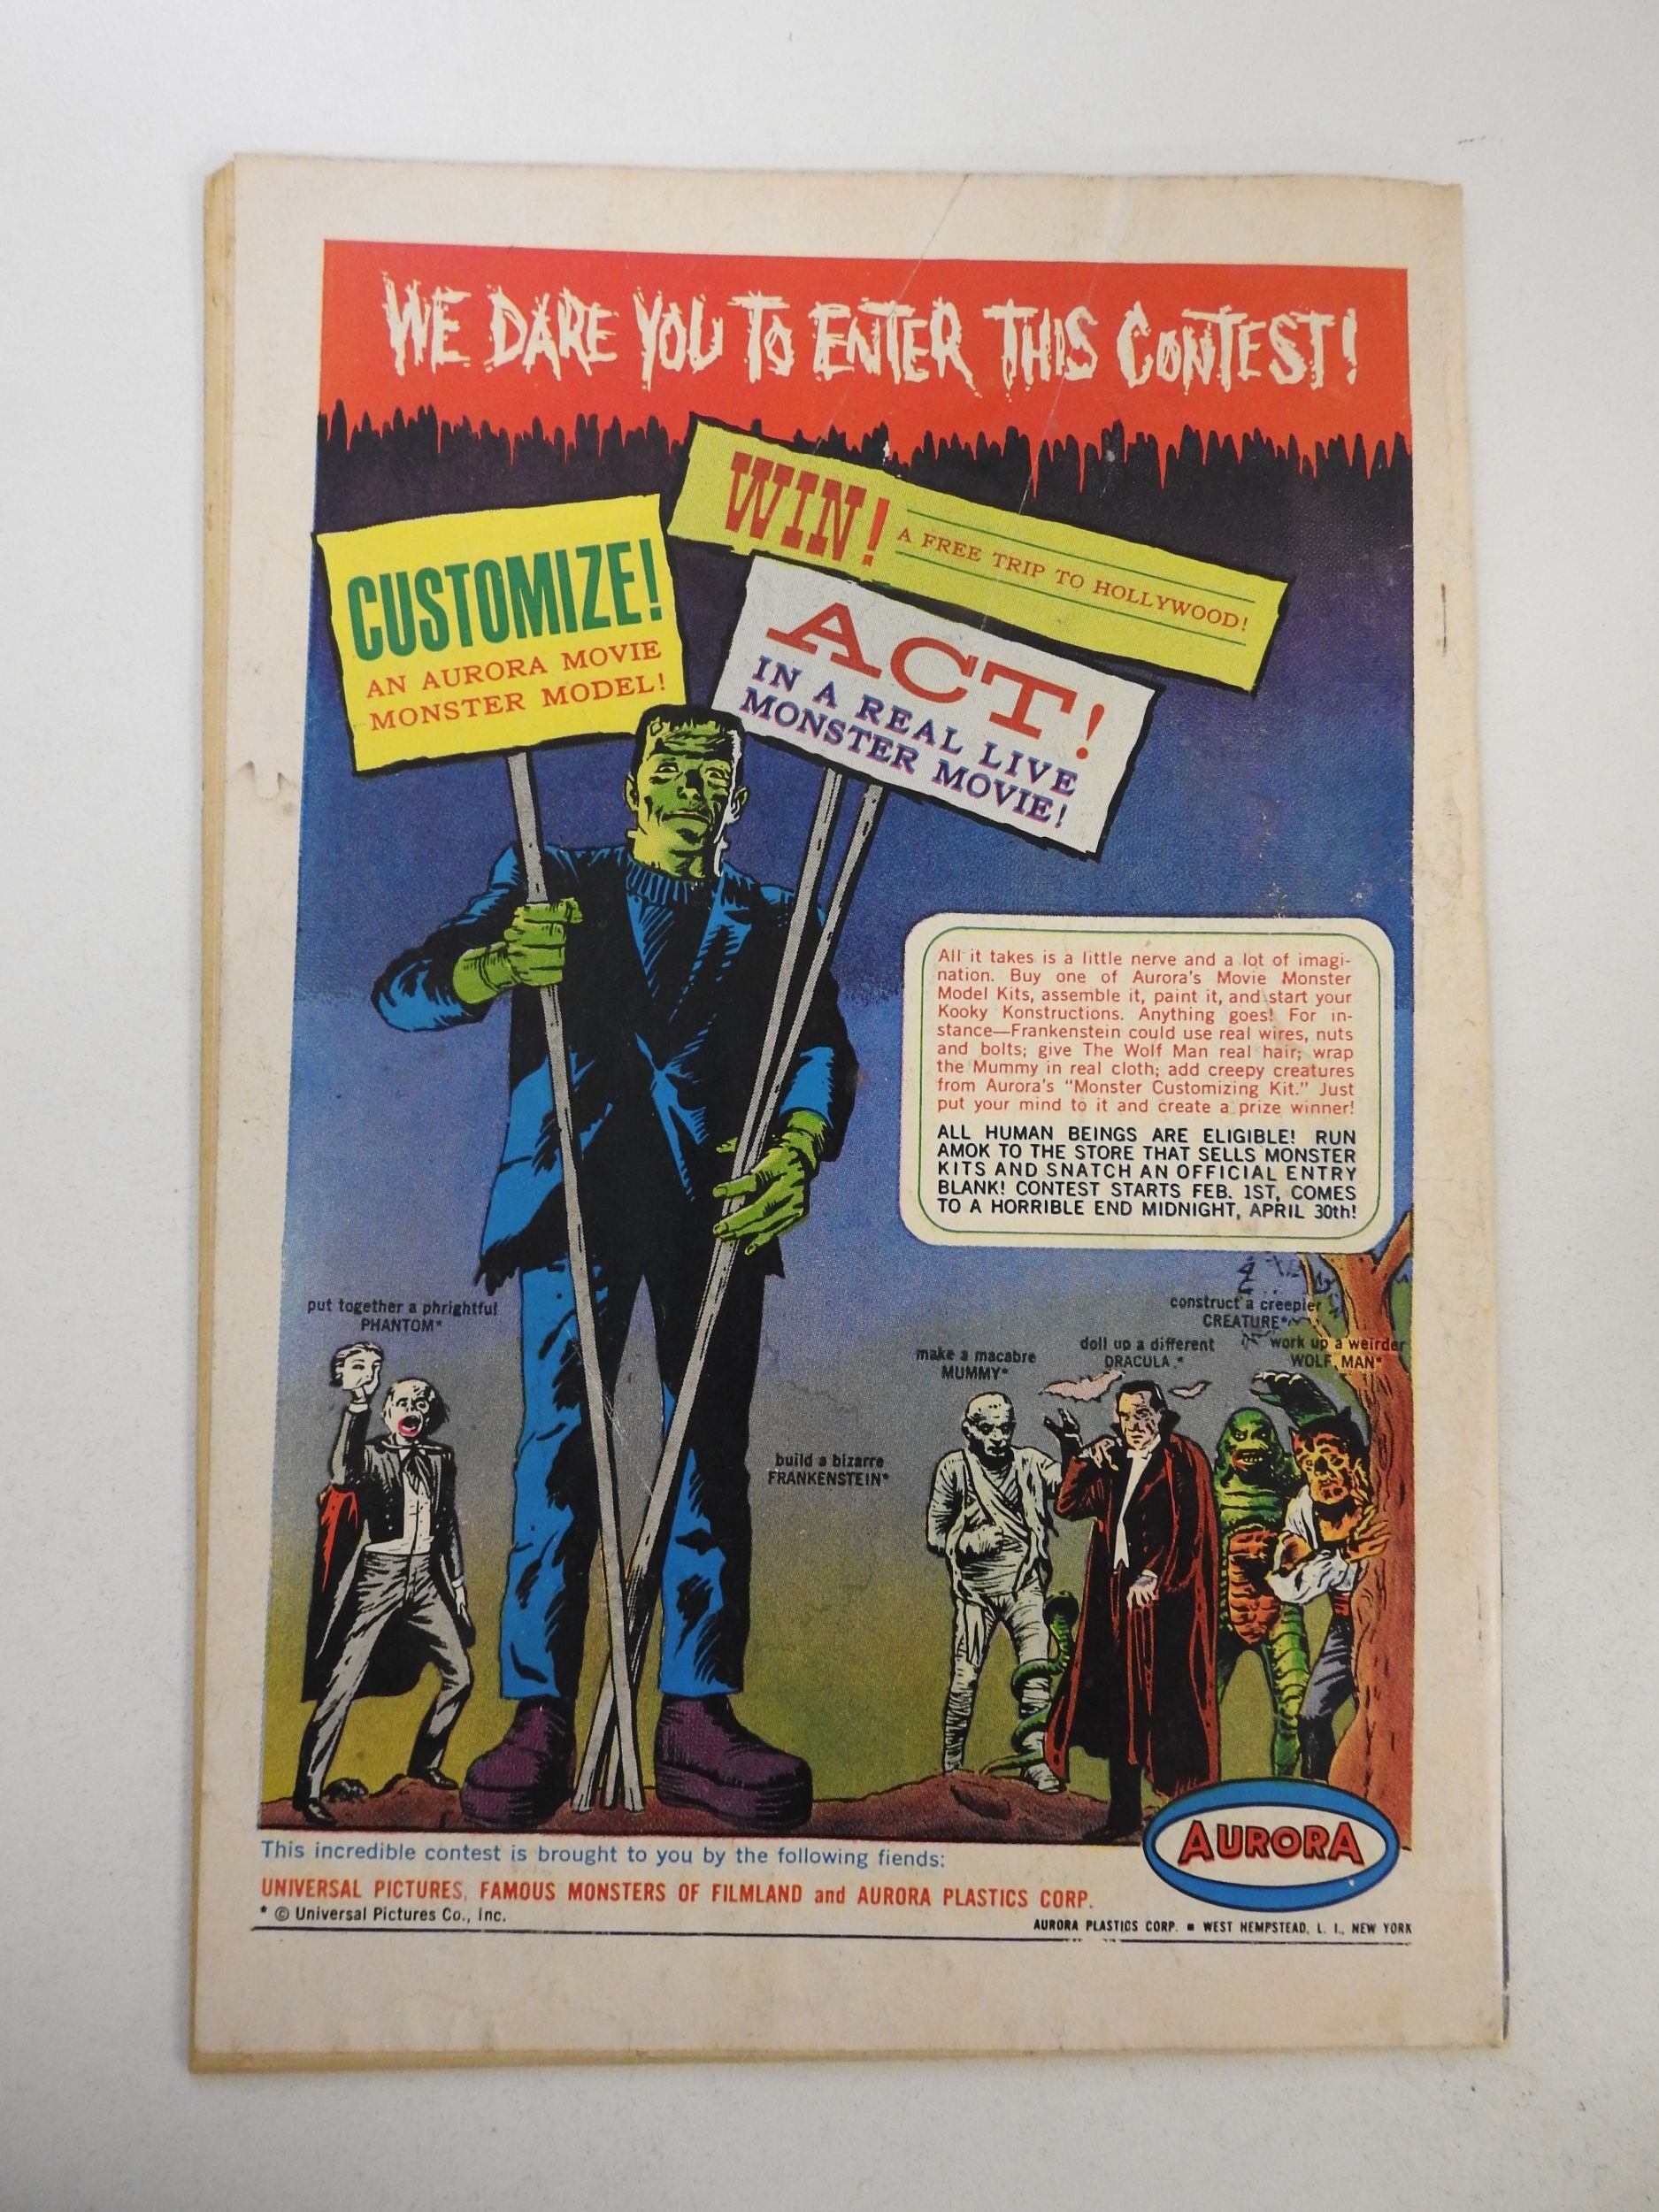 WE DARE YOU TO ENTER THIS CONTEST!
WIN! A FREE TRIP TO HOLLYWOOD!
CUSTOMIZE!
AN AURORA MOVIE
MONSTER MODEL!
ACT!
IN A REAL LIVE
MONSTER MOVIE!
All it takes is a little nerve and a lot of imagi-
nation. Buy one of Aurora's Movie Monster
Model Kits, assemble it, paint it, and start your
Kooky Konstructions. Anything goes! For in-
stance—Frankenstein could use real wires, nuts
and bolts; give The Wolf Man real hair; wrap
the Mummy in real cloth; add creepy creatures
from Aurora's "Monster Customizing Kit." Just
put your mind to it and create a prize winner!
ALL HUMAN BEINGS ARE ELIGIBLE! RUN
AMOK TO THE STORE THAT SELLS MONSTER
KITS AND SNATCH AN OFFICIAL ENTRY
BLANK! CONTEST STARTS FEB. 1ST, COMES
TO A HORRIBLE END MIDNIGHT, APRIL 30th!
put together a phrightful
PHANTOM*
build a bizarre
FRANKENSTEIN*
make a macabre
MUMMY*
doll up a different
DRACULA*
construct a creepier
CREATURE*
work up a weirder
WOLF MAN*
AURORA
This incredible contest is brought to you by the following fiends:
UNIVERSAL PICTURES, FAMOUS MONSTERS OF FILMLAND and AURORA PLASTICS CORP.
* © Universal Pictures Co., Inc.
AURORA PLASTICS CORP. ■ WEST HEMPSTEAD, L. I., NEW YORK